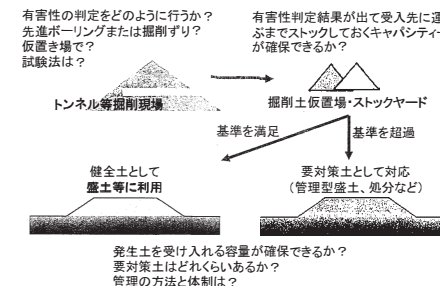 有害性の判定をどのように行うか？
先進ボーリングまたは掘削ずり？
仮置き場で？
試験法は？
有害性判定結果が出て受入先に運
ぶまでストックしておくキャパシティー
が確保できるか？
トンネル等掘削現場
掘削土仮置場・ストックヤード
基準を満足
基準を超過
健全土として
盛土等に利用
要対策土として対応
（管理型盛土、処分など）
発生土を受け入れる容量が確保できるか？
要対策土はどれくらいあるか？
管理の方法と体制は？